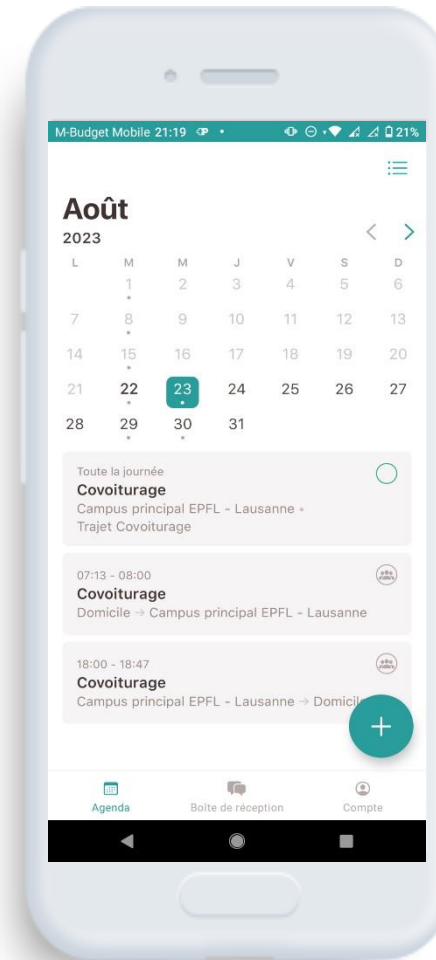 M-Budget Mobile 21:19 21%
Août
2023
L M M J V S D
1 2 3 4 5 6
7 8 9 10 11 12 13
14 15 16 17 18 19 20
21 22 23 24 25 26 27
28 29 30 31
Toute la journée
Covoiturage
Campus principal EPFL - Lausanne •
Trajet Covoiturage
07:13 - 08:00
Covoiturage
Domicile → Campus principal EPFL - Lausanne
18:00 - 18:47
Covoiturage
Campus principal EPFL - Lausanne → Domicil
+
Agenda Boîte de réception Compte